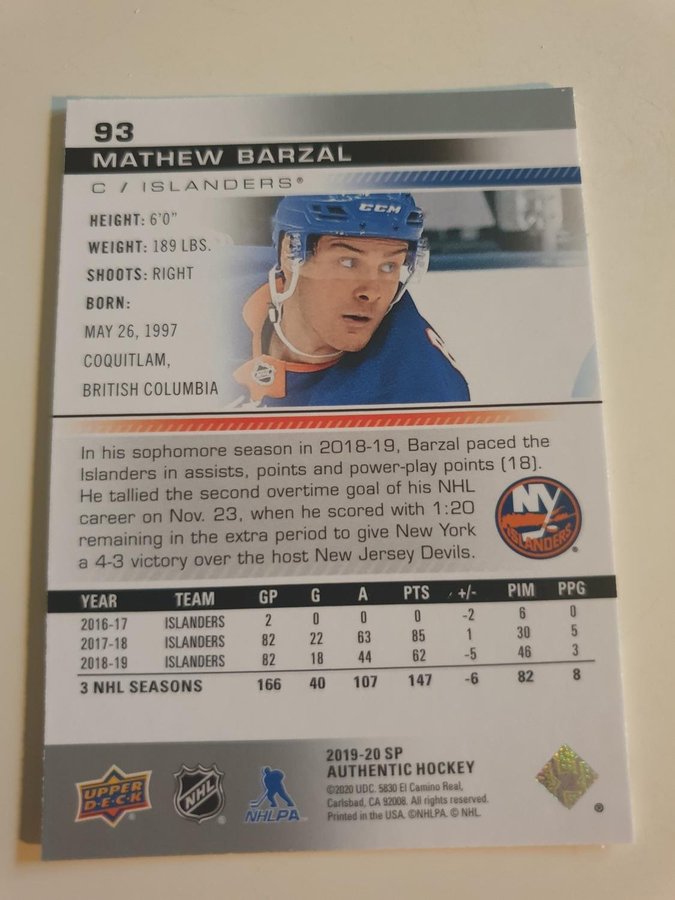 93
MATHEW BARZAL
C / ISLANDERS®
HEIGHT: 6'0"
WEIGHT: 189 LBS.
SHOOTS: RIGHT
BORN:
MAY 26, 1997
COQUITLAM,
BRITISH COLUMBIA
CCM
NHL
In his sophomore season in 2018-19, Barzal paced the
Islanders in assists, points and power-play points (18).
He tallied the second overtime goal of his NHL
career on Nov. 23, when he scored with 1:20
remaining in the extra period to give New York
a 4-3 victory over the host New Jersey Devils.
NY
ISLANDERS
®
YEAR TEAM GP G A PTS +/- PIM PPG
2016-17 ISLANDERS 2 0 0 0 -2 6 0
2017-18 ISLANDERS 82 22 63 85 1 30 5
2018-19 ISLANDERS 82 18 44 62 -5 46 3
3 NHL SEASONS 166 40 107 147 -6 82 8
UPPER
D·E·C·K
NHL
NHLPA
2019-20 SP
AUTHENTIC HOCKEY
©2020 UDC. 5830 El Camino Real,
Carlsbad, CA 92008. All rights reserved.
Printed in the USA. ©NHLPA. © NHL.
®